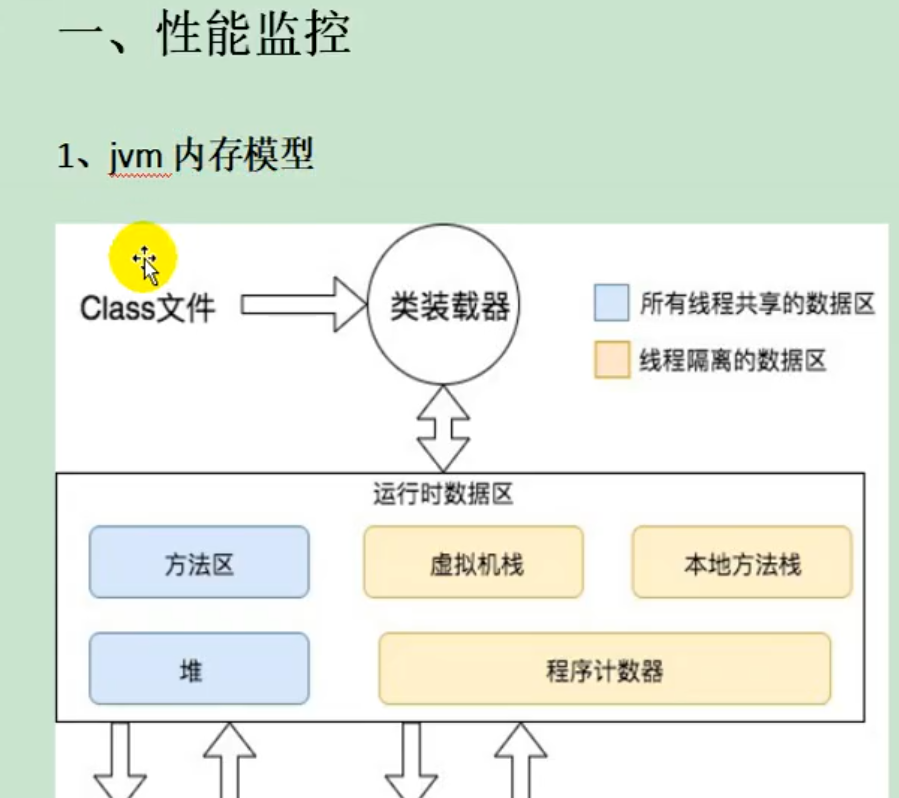 一、性能监控
1、jvm 内存模型
Class文件
类装载器
所有线程共享的数据区
线程隔离的数据区
运行时数据区
方法区
虚拟机栈
本地方法栈
堆
程序计数器